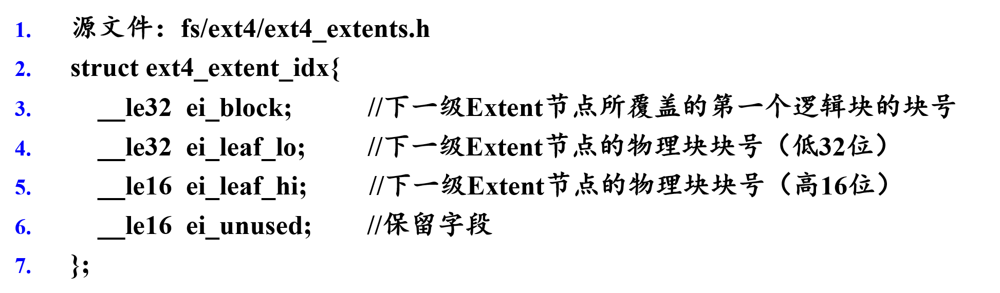 1. 源文件：fs/ext4/ext4_extents.h
2. struct ext4_extent_idx{
3. __le32 ei_block; //下一级Extent节点所覆盖的第一个逻辑块的块号
4. __le32 ei_leaf_lo; //下一级Extent节点的物理块块号（低32位）
5. __le16 ei_leaf_hi; //下一级Extent节点的物理块块号（高16位）
6. __le16 ei_unused; //保留字段
7. };